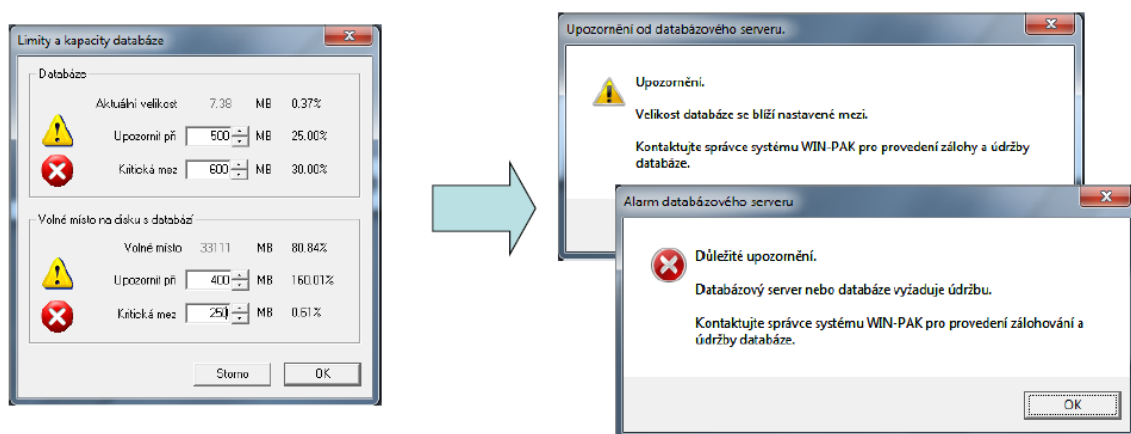 Limity a kapacity databáze
Databáze
Aktuální velikost 7.38 MB 0.37%
Upozornit při 500 MB 25.00%
Kritická mez 600 MB 30.00%
Volné místo na disku s databází
Volné místo 33111 MB 80.84%
Upozornit při 400 MB 160.01%
Kritická mez 250 MB 0.61%
Storno OK
Upozornění od databázového serveru.
Upozornění.
Velikost databáze se blíží nastavené mezi.
Kontaktujte správce systému WIN-PAK pro provedení zálohy a údržby
databáze.
Alarm databázového serveru
Důležité upozornění.
Databázový server nebo databáze vyžaduje údržbu.
Kontaktujte správce systému WIN-PAK pro provedení zálohování a
údržby databáze.
OK